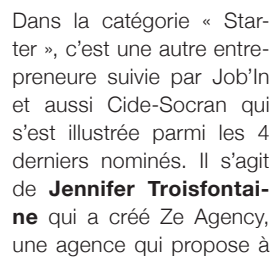 Dans la catégorie « Star-
ter », c’est une autre entre-
preneure suivie par Job’In
et aussi Cide-Socran qui
s’est illustrée parmi les 4
derniers nominés. Il s’agit
de Jennifer Troisfontai-
ne qui a créé Ze Agency,
une agence qui propose à